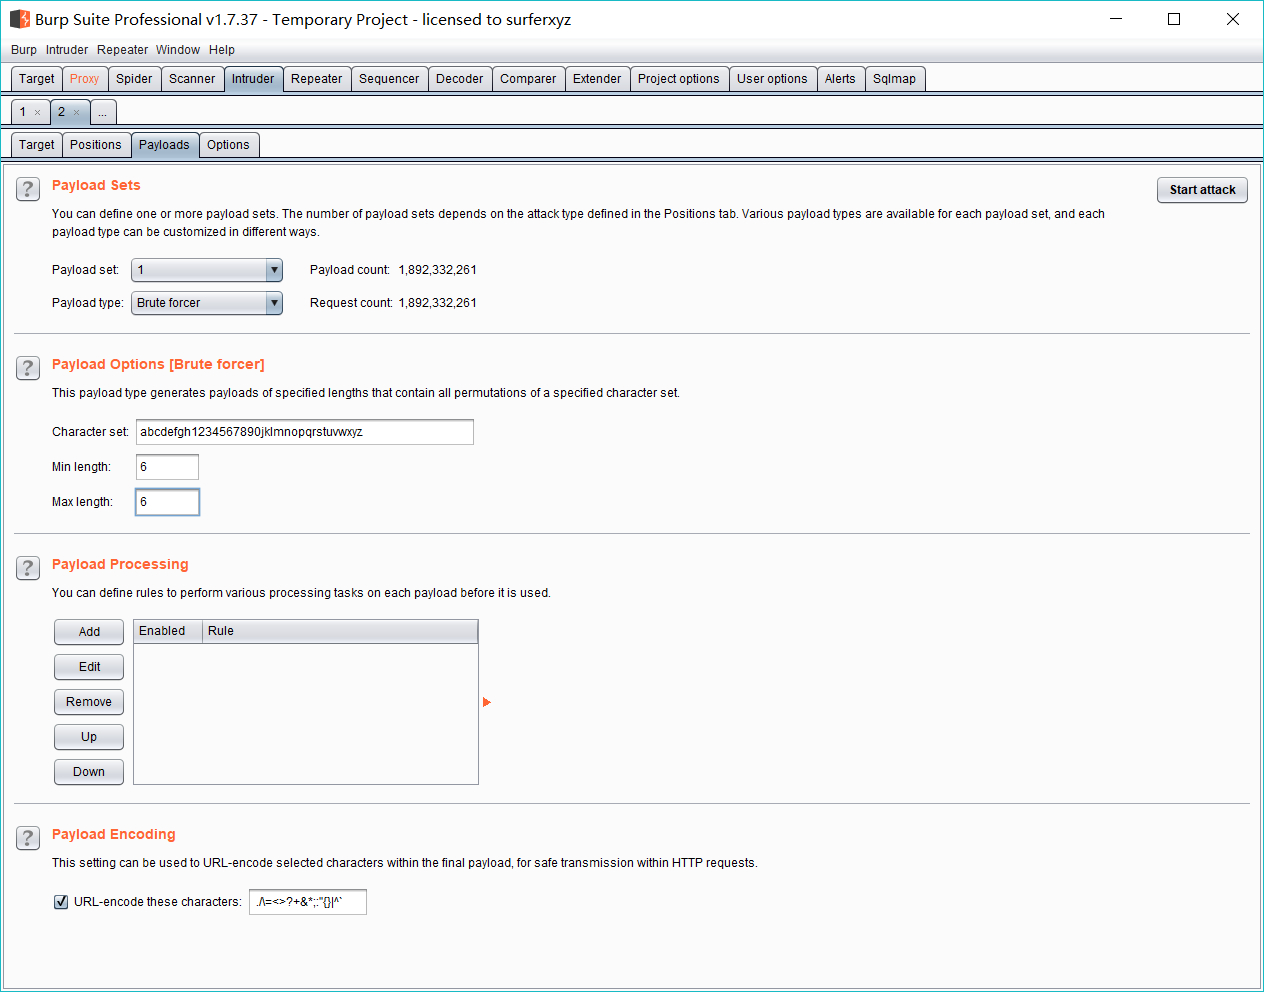 Burp Suite Professional v1.7.37 - Temporary Project - licensed to surferxyz
Burp Intruder Repeater Window Help
Target Proxy Spider Scanner Intruder Repeater Sequencer Decoder Comparer Extender Project options User options Alerts Sqlmap
1 × 2 × ...
Target Positions Payloads Options
? Payload Sets
Start attack
You can define one or more payload sets. The number of payload sets depends on the attack type defined in the Positions tab. Various payload types are available for each payload set, and each
payload type can be customized in different ways.
Payload set: 1 Payload count: 1,892,332,261
Payload type: Brute forcer Request count: 1,892,332,261
? Payload Options [Brute forcer]
This payload type generates payloads of specified lengths that contain all permutations of a specified character set.
Character set: abcdefgh1234567890jklmnopqrstuvwxyz
Min length: 6
Max length: 6
? Payload Processing
You can define rules to perform various processing tasks on each payload before it is used.
Add Enabled Rule
Edit
Remove
Up
Down
? Payload Encoding
This setting can be used to URL-encode selected characters within the final payload, for safe transmission within HTTP requests.
URL-encode these characters: ./\=<>?+&*;:"{}|^`